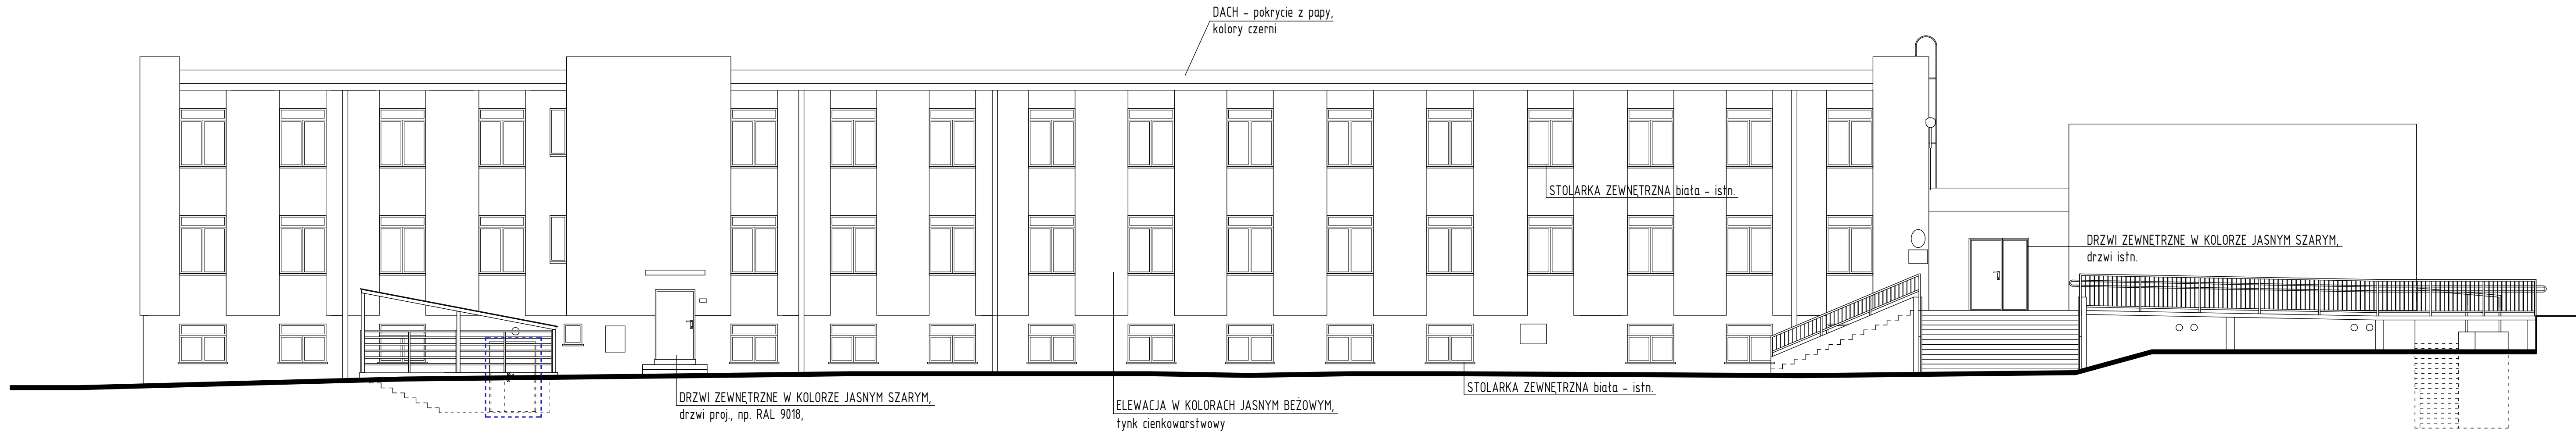 DACH - pokrycie z papy,
kolory czerni
STOLARKA ZEWNĘTRZNA biała - istn.
DRZWI ZEWNĘTRZNE W KOLORZE JASNYM SZARYM,
drzwi istn.
STOLARKA ZEWNĘTRZNA biała - istn.
DRZWI ZEWNĘTRZNE W KOLORZE JASNYM SZARYM,
drzwi proj., np. RAL 9018,
ELEWACJA W KOLORACH JASNYM BEŻOWYM,
tynk cienkowarstwowy